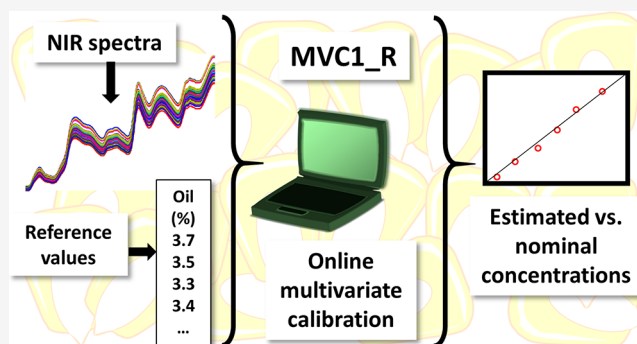 NIR spectra
Reference
values
Oil
(%)
3.7
3.5
3.3
3.4
...
MVC1_R
Online
multivariate
calibration
Estimated vs.
nominal
concentrations